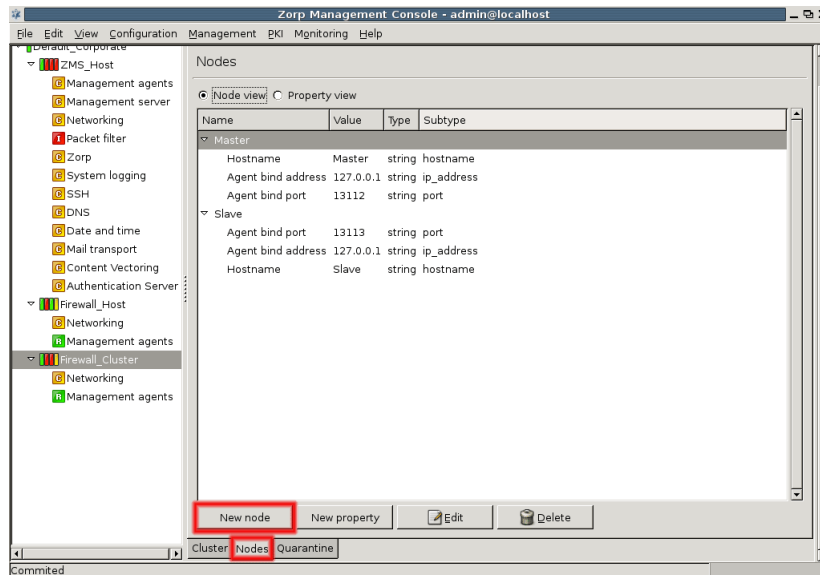 Zorp Management Console - admin@localhost
File Edit View Configuration Management PKI Monitoring Help
Default_Corporate
ZMS_Host
Management agents
Management server
Networking
Packet filter
Zorp
System logging
SSH
DNS
Date and time
Mail transport
Content Vectoring
Authentication Server
Firewall_Host
Networking
Management agents
Firewall_Cluster
Networking
Management agents
Nodes
Node view Property view
Name Value Type Subtype
Master
Hostname Master string hostname
Agent bind address 127.0.0.1 string ip_address
Agent bind port 13112 string port
Slave
Agent bind port 13113 string port
Agent bind address 127.0.0.1 string ip_address
Hostname Slave string hostname
New node New property Edit Delete
Cluster Nodes Quarantine
Commited